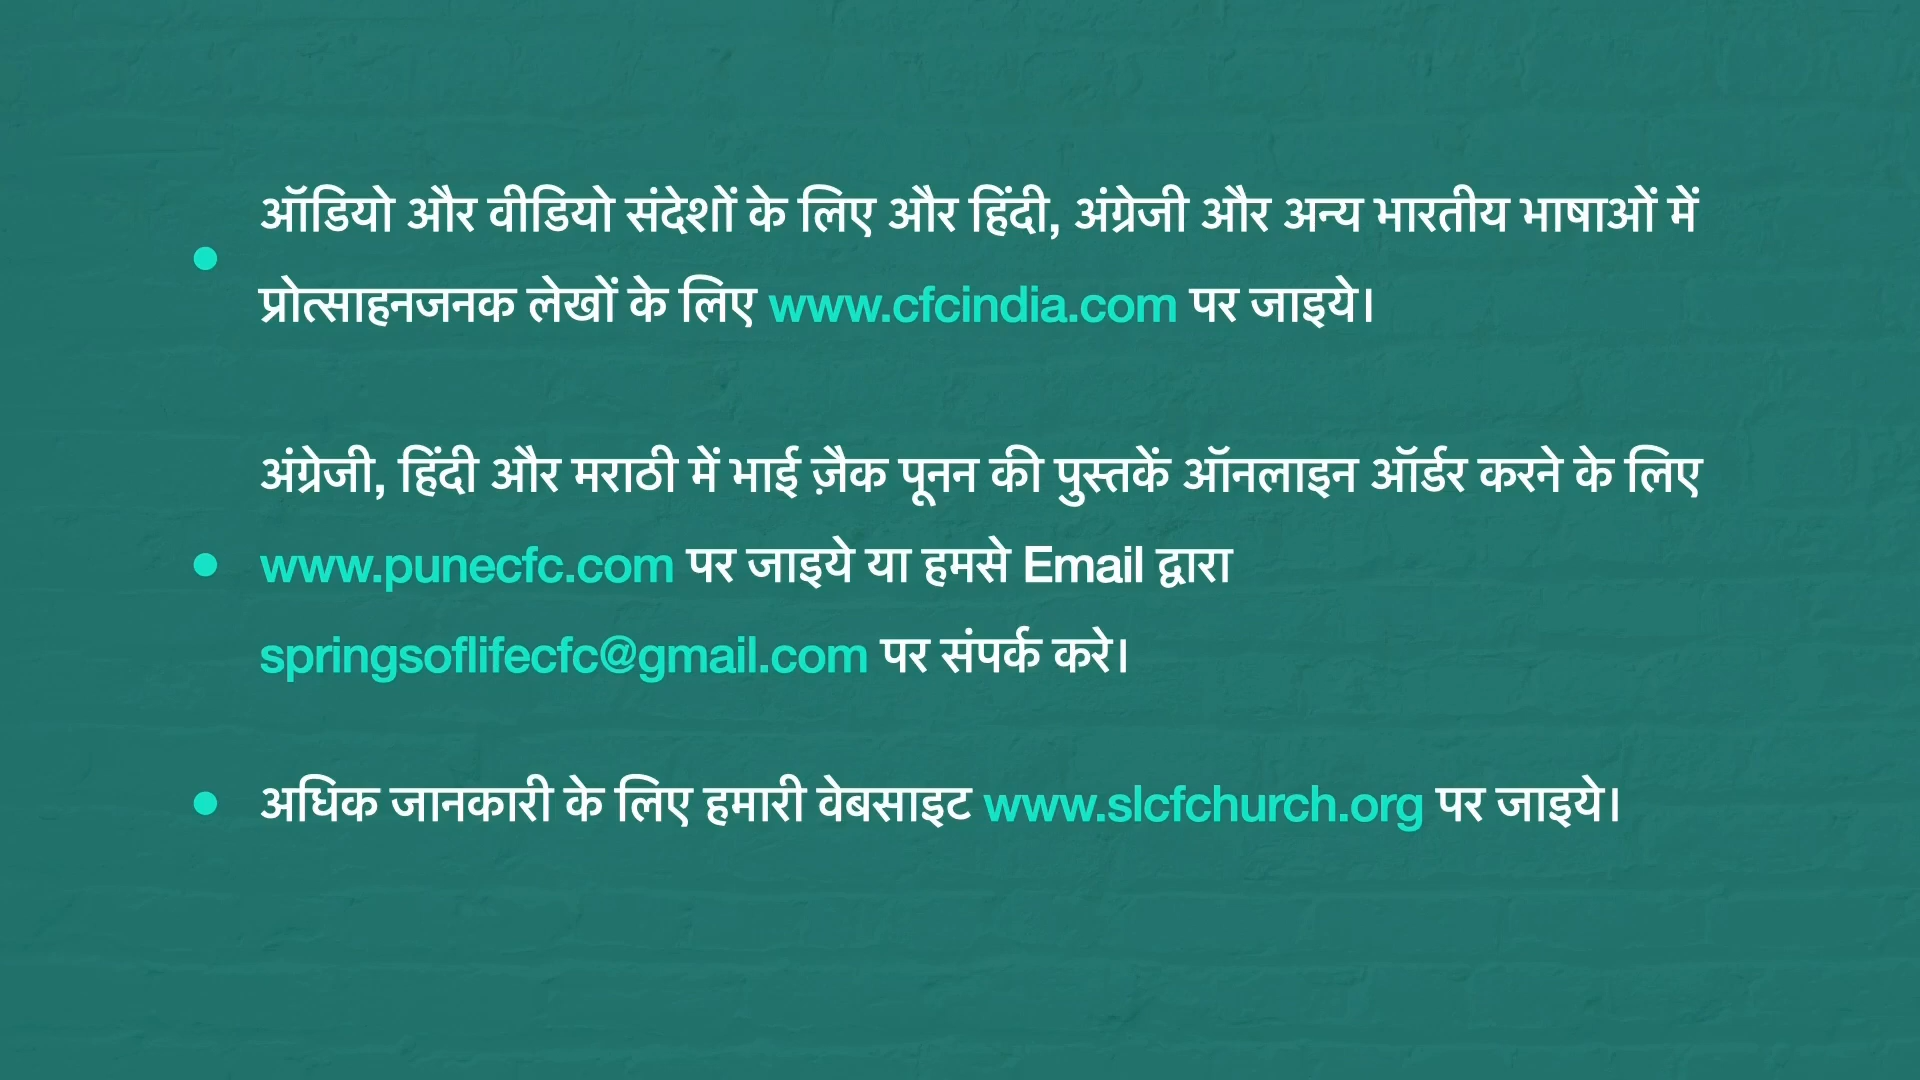 ऑडियो और वीडियो संदेशों के लिए और हिंदी, अंग्रेजी और अन्य भारतीय भाषाओं में
प्रोत्साहनजनक लेखों के लिए www.cfcindia.com पर जाइये।
अंग्रेजी, हिंदी और मराठी में भाई ज़ैक पूनन की पुस्तकें ऑनलाइन ऑर्डर करने के लिए
www.punecfc.com पर जाइये या हमसे Email द्वारा
springsoflifecfc@gmail.com पर संपर्क करे।
अधिक जानकारी के लिए हमारी वेबसाइट www.slcfchurch.org पर जाइये।